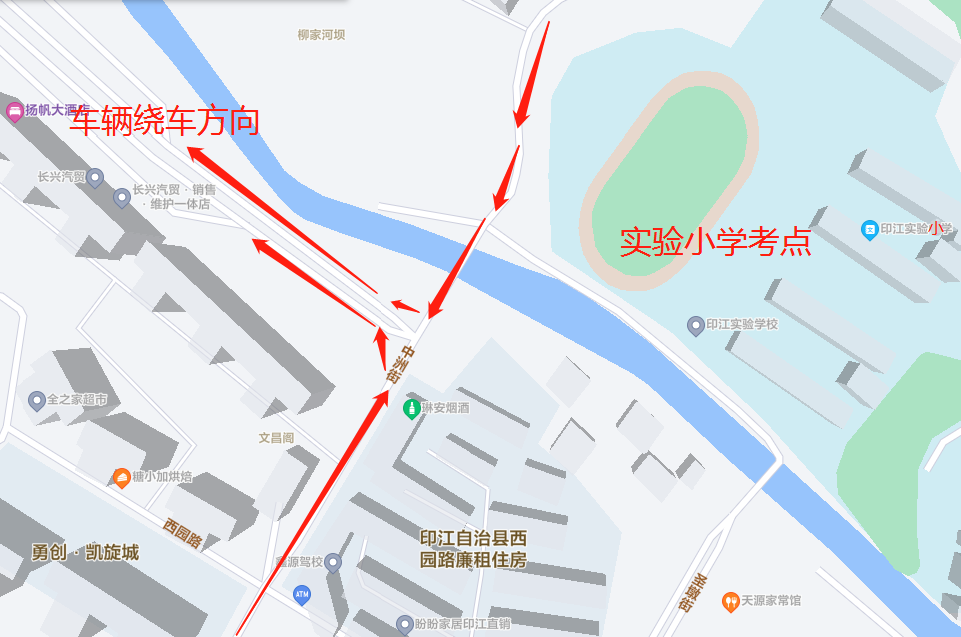 柳家河坝
扬帆大酒店
车辆绕车方向
长兴汽贸
长兴汽贸·销售
·维护一体店
实验小学考点
印江实验小学
印江实验学校
中洲街
琳安烟酒
全之家超市
文昌阁
糖小加烘焙
西园路
勇创·凯旋城
印江自治县西
园路廉租住房
鑫源驾校
ATM
圣墩街
天源家常馆
盼盼家居印江直销